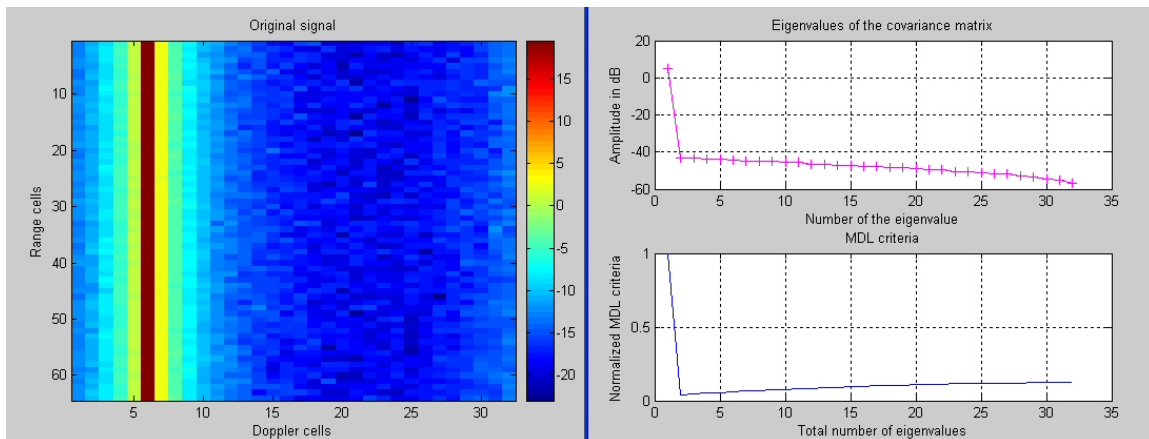 Original signal
Range cells
10
20
30
40
50
60
5 10 15 20 25 30
Doppler cells
15
10
5
0
-5
-10
-15
-20
Eigenvalues of the covariance matrix
Amplitude in dB
20
0
-20
-40
-60
0 5 10 15 20 25 30 35
Number of the eigenvalue
MDL criteria
Normalized MDL criteria
1
0.5
0
0 5 10 15 20 25 30 35
Total number of eigenvalues